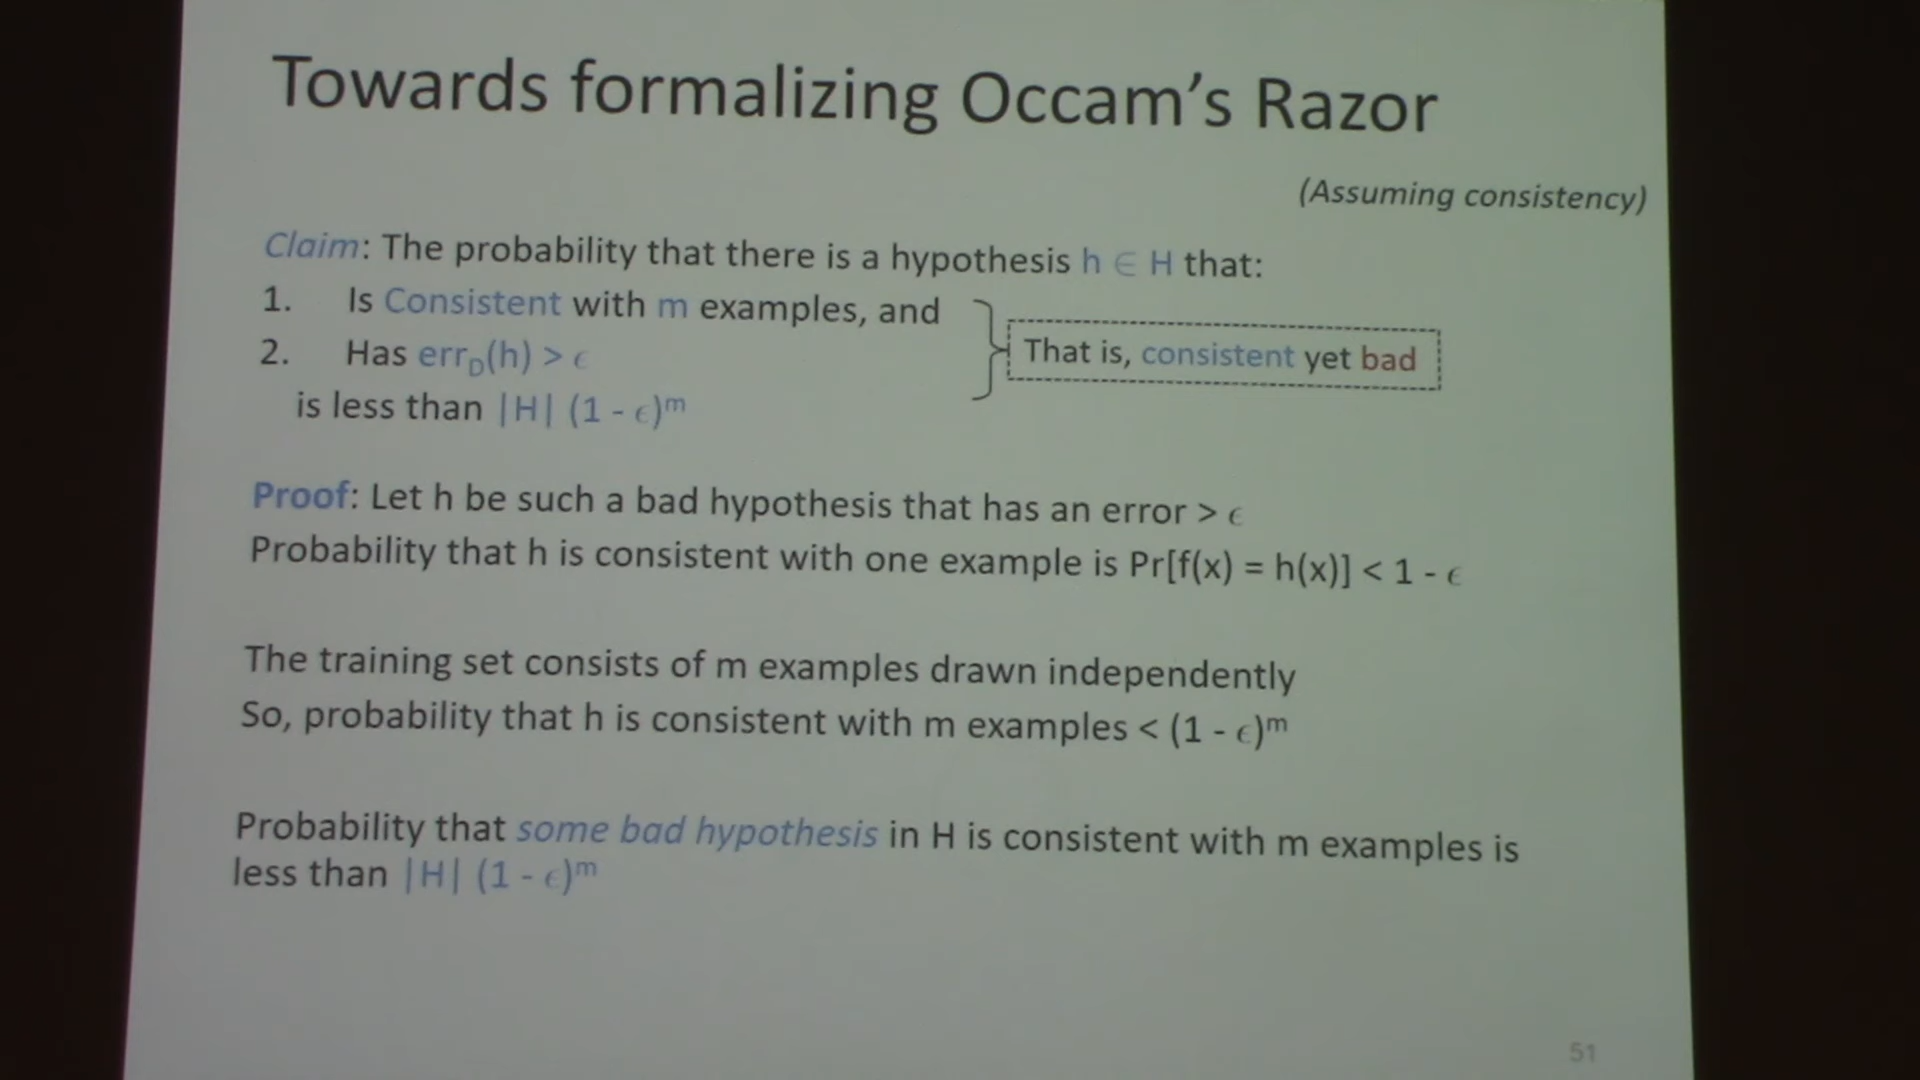 Towards formalizing Occam's Razor
(Assuming consistency)
Claim: The probability that there is a hypothesis h ∈ H that:
1. Is Consistent with m examples, and
2. Has err_D(h) > ϵ
That is, consistent yet bad
is less than |H| (1 - ϵ)^m
Proof: Let h be such a bad hypothesis that has an error > ϵ
Probability that h is consistent with one example is Pr[f(x) = h(x)] < 1 - ϵ
The training set consists of m examples drawn independently
So, probability that h is consistent with m examples < (1 - ϵ)^m
Probability that some bad hypothesis in H is consistent with m examples is
less than |H| (1 - ϵ)^m
51